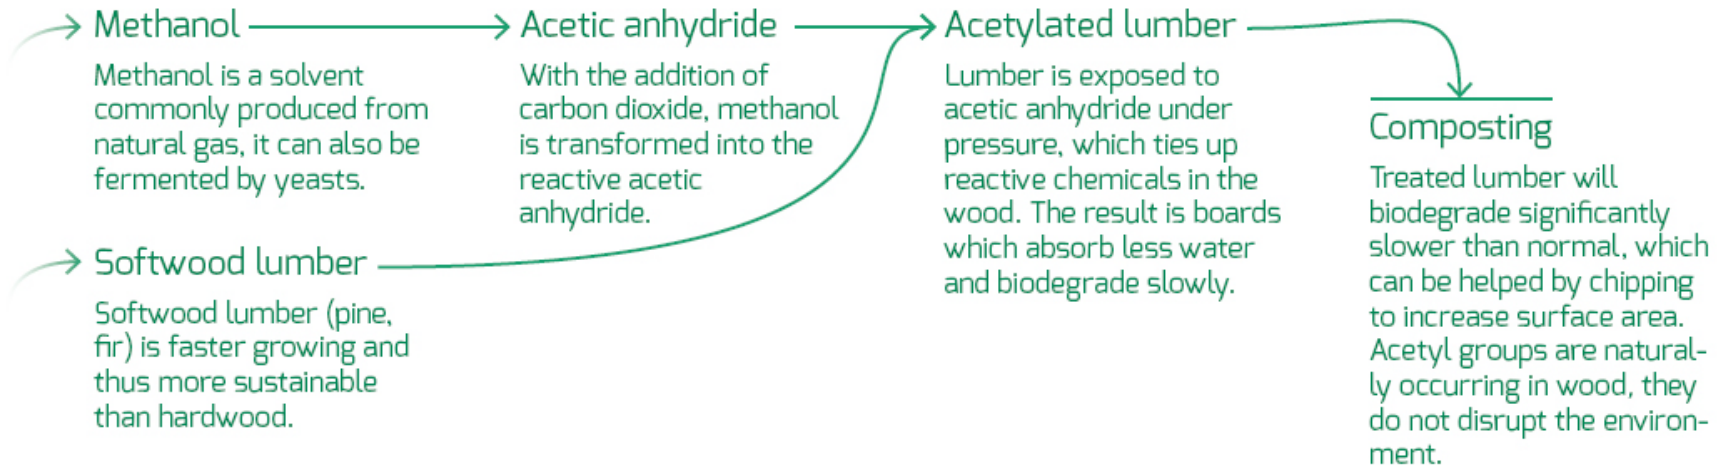 Methanol
Methanol is a solvent
commonly produced from
natural gas, it can also be
fermented by yeasts.
Softwood lumber
Softwood lumber (pine,
fir) is faster growing and
thus more sustainable
than hardwood.
Acetic anhydride
With the addition of
carbon dioxide, methanol
is transformed into the
reactive acetic
anhydride.
Acetylated lumber
Lumber is exposed to
acetic anhydride under
pressure, which ties up
reactive chemicals in the
wood. The result is boards
which absorb less water
and biodegrade slowly.
Composting
Treated lumber will
biodegrade significantly
slower than normal, which
can be helped by chipping
to increase surface area.
Acetyl groups are natural-
ly occurring in wood, they
do not disrupt the environ-
ment.